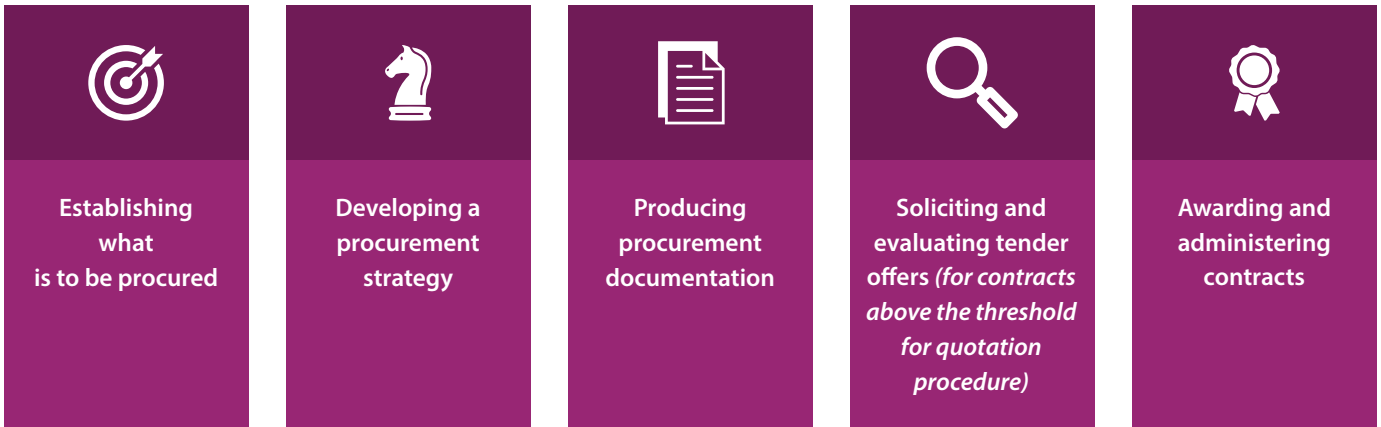 Establishing
what
is to be procured
Developing a
procurement
strategy
Producing
procurement
documentation
Soliciting and
evaluating tender
offers (for contracts
above the threshold
for quotation
procedure)
Awarding and
administering
contracts